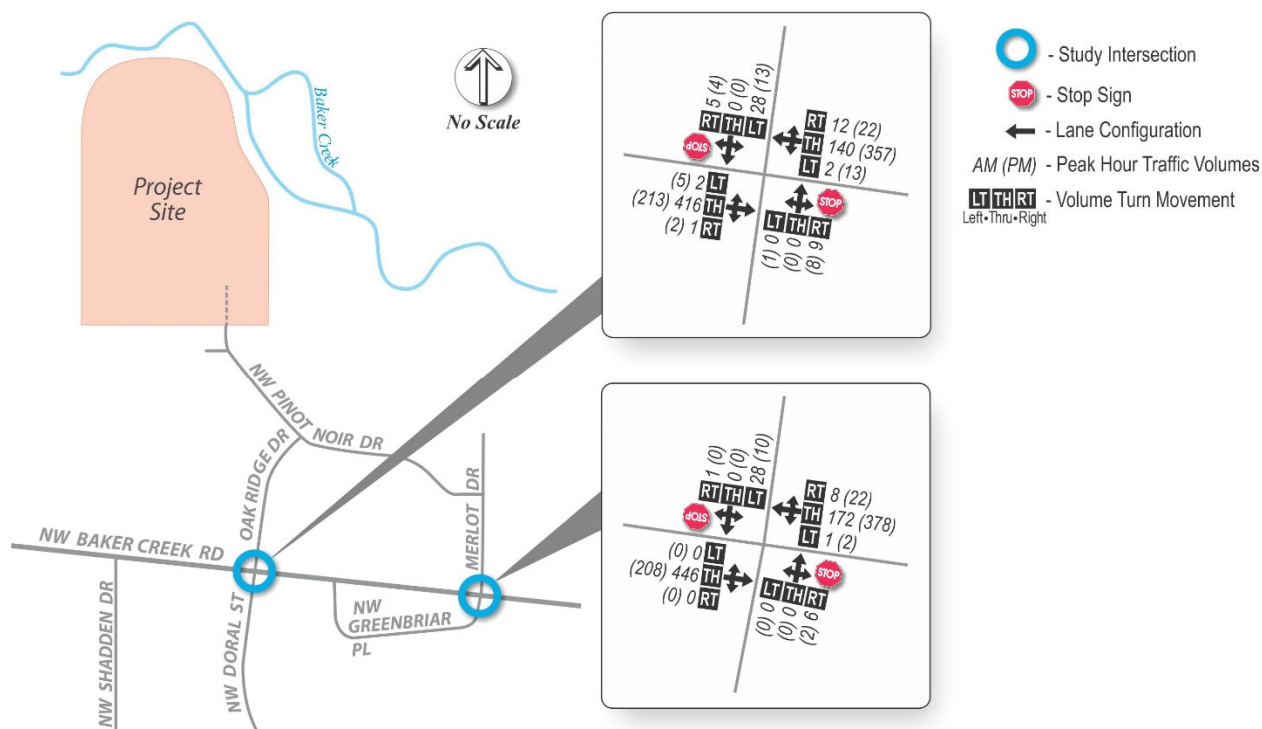 Baker Creek
No Scale
Project
Site
NW PINOT NOIR DR
OAK RIDGE DR
MERLOT DR
NW BAKER CREEK RD
NW SHADDEN DR
NW DORAL ST
NW
GREENBRIAR
PL
5 (4)
0 (0)
28 (13)
RT TH LT
STOP
RT 12 (22)
TH 140 (357)
LT 2 (13)
(5) 2 LT
(213) 416 TH
(2) 1 RT
STOP
LT TH RT
(1) 0
(0) 0
(8) 9
1 (0)
0 (0)
28 (10)
RT TH LT
STOP
RT 8 (22)
TH 172 (378)
LT 1 (2)
(0) 0 LT
(208) 446 TH
(0) 0 RT
STOP
LT TH RT
(0) 0
(0) 0
(2) 6
- Study Intersection
STOP - Stop Sign
- Lane Configuration
AM (PM) - Peak Hour Traffic Volumes
LT TH RT - Volume Turn Movement
Left•Thru•Right